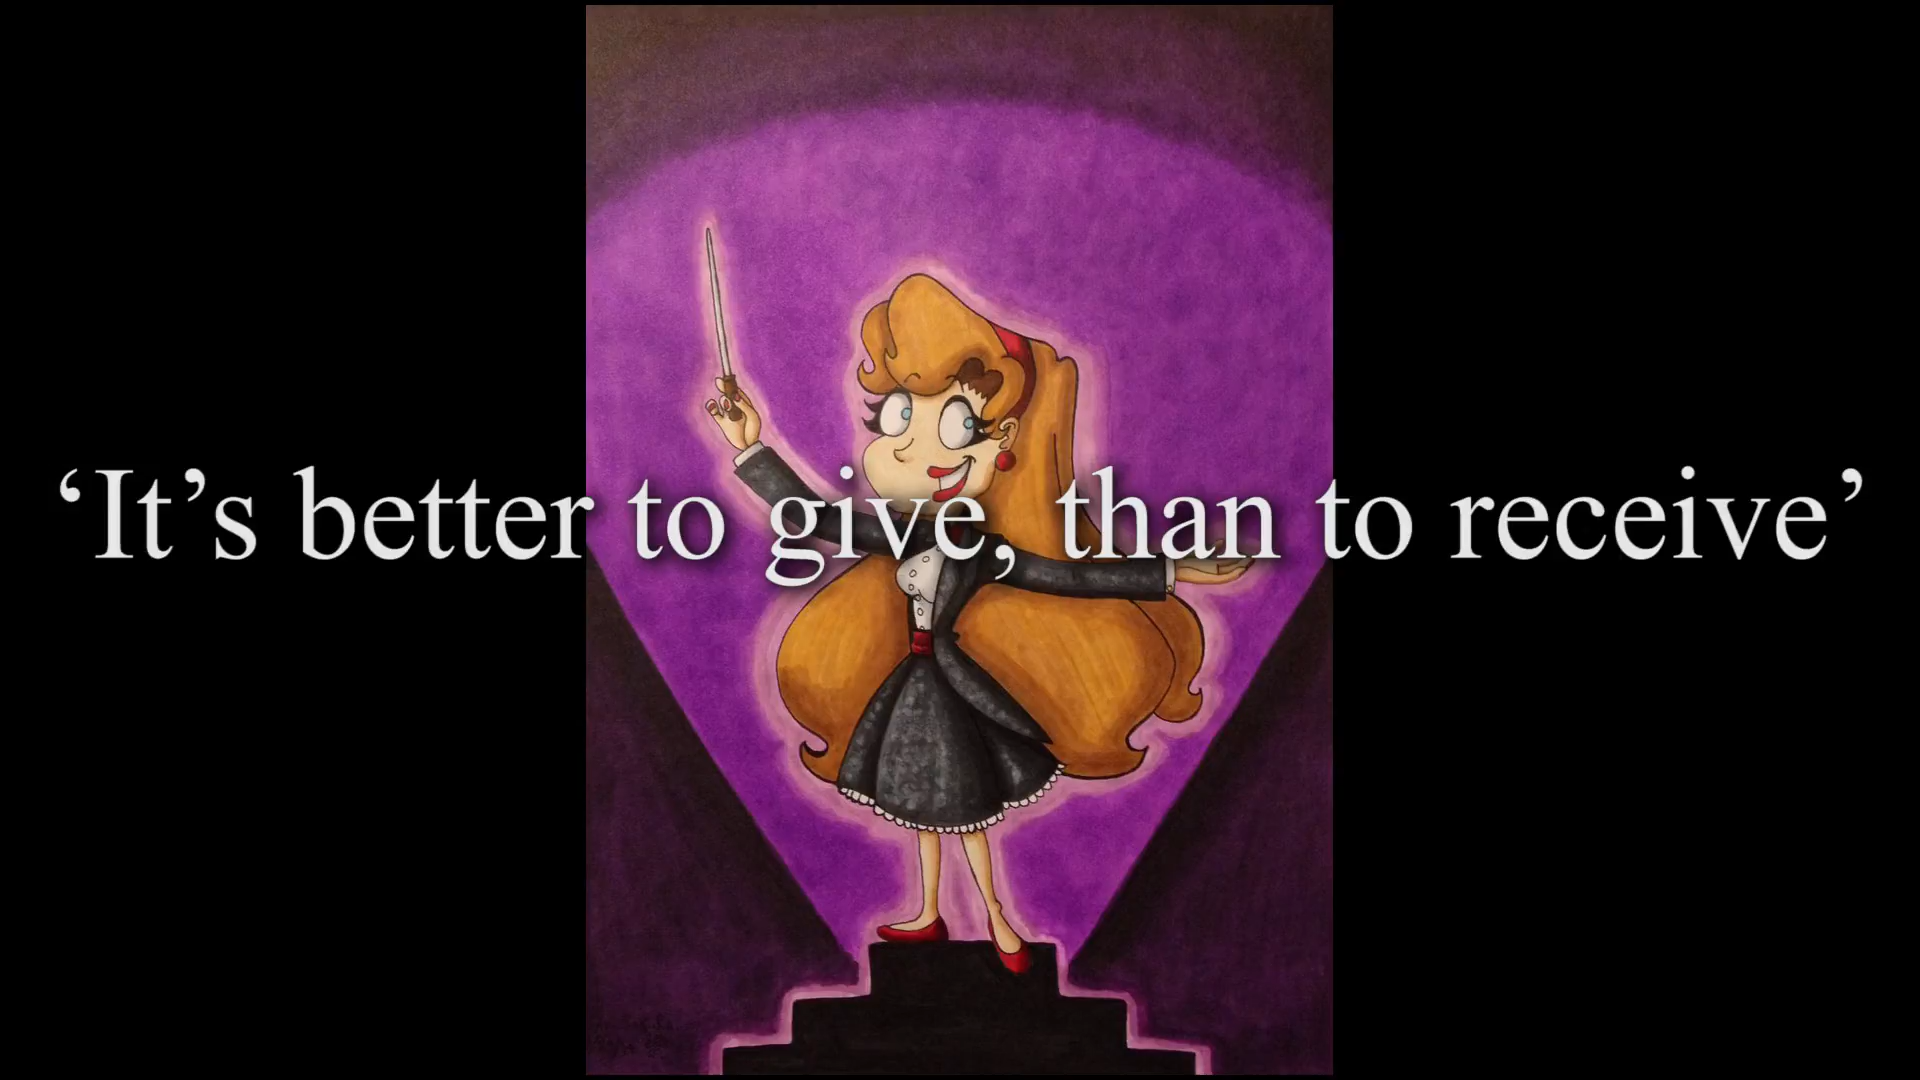 ‘It’s better to give, than to receive’